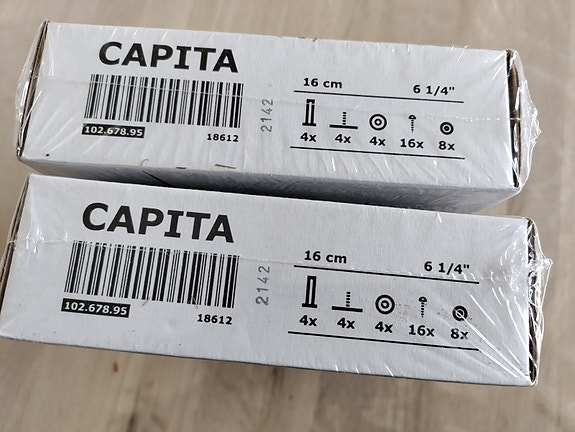 CAPITA
16 cm 6 1/4"
2142
4x 4x 4x 16x 8x
102.678.95 18612
CAPITA
16 cm 6 1/4"
2142
4x 4x 4x 16x 8x
102.678.95 18612